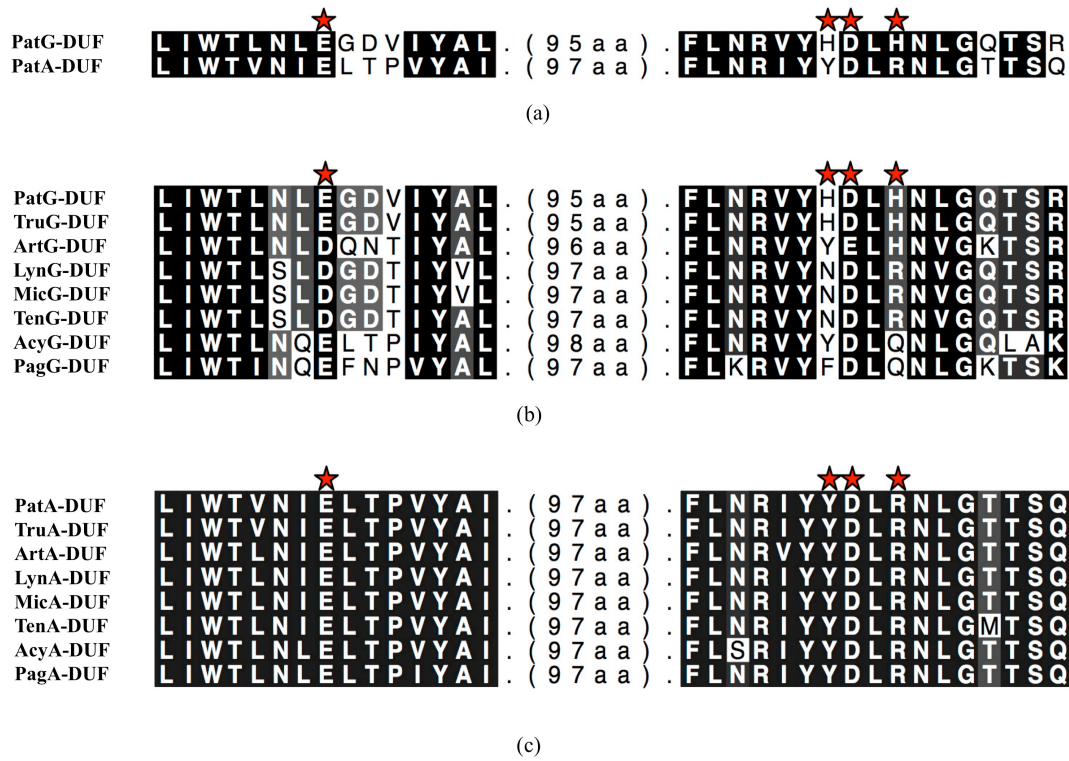 PatG-DUF LIWTLNLEGDVIYAL.(95aa).FLNRVYHDLHNLGQTSR
PatA-DUF LIWTVNIELTPVYAI.(97aa).FLNRIYYDLRNLGTTSQ
(a)
PatG-DUF LIWTLNLEGDVIYAL.(95aa).FLNRVYHDLHNLGQTSR
TruG-DUF LIWTLNLEGDVIYAL.(95aa).FLNRVYHDLHNLGQTSR
ArtG-DUF LIWTLNLDQNTIYAL.(96aa).FLNRVYYELHNVGKTSR
LynG-DUF LIWTLSLDGDTIYVL.(97aa).FLNRVYNDLRNVGQTSR
MicG-DUF LIWTLSLDGDTIYVL.(97aa).FLNRVYNDLRNVGQTSR
TenG-DUF LIWTLSLDGDTIYAL.(97aa).FLNRVYNDLRNVGQTSR
AcyG-DUF LIWTLNQELTPIYAL.(98aa).FLNRVYYDLQNLGQLAK
PagG-DUF LIWTINQEFNPVYAL.(97aa).FLKRVYFDLQNLGKTSK
(b)
PatA-DUF LIWTVNIELTPVYAI.(97aa).FLNRIYYDLRNLGTTSQ
TruA-DUF LIWTVNIELTPVYAI.(97aa).FLNRIYYDLRNLGTTSQ
ArtA-DUF LIWTLNIELTPVYAI.(97aa).FLNRVYYDLRNLGTTSQ
LynA-DUF LIWTLNIELTPVYAI.(97aa).FLNRIYYDLRNLGTTSQ
MicA-DUF LIWTLNIELTPVYAI.(97aa).FLNRIYYDLRNLGTTSQ
TenA-DUF LIWTLNIELTPVYAI.(97aa).FLNRIYYDLRNLGMTSQ
AcyA-DUF LIWTLNLELTPVYAI.(97aa).FLSRIYYDLRNLGTTSQ
PagA-DUF LIWTLNIELTPIYAI.(97aa).FLNRIYYDLRNLGTTSQ
(c)